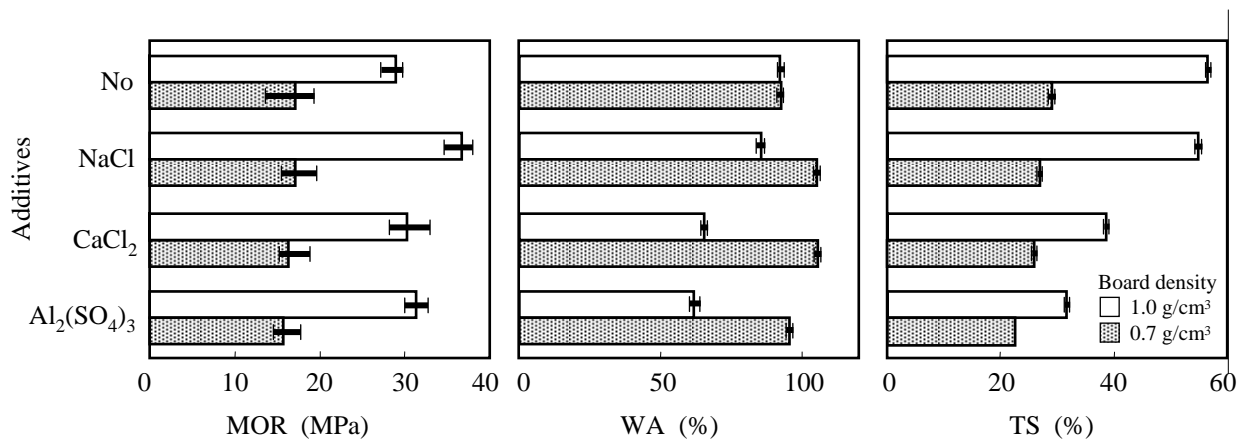 Additives
No
NaCl
CaCl₂
Al₂(SO₄)₃
0 10 20 30 40
MOR (MPa)
0 50 100
WA (%)
Board density
1.0 g/cm³
0.7 g/cm³
0 20 40 60
TS (%)